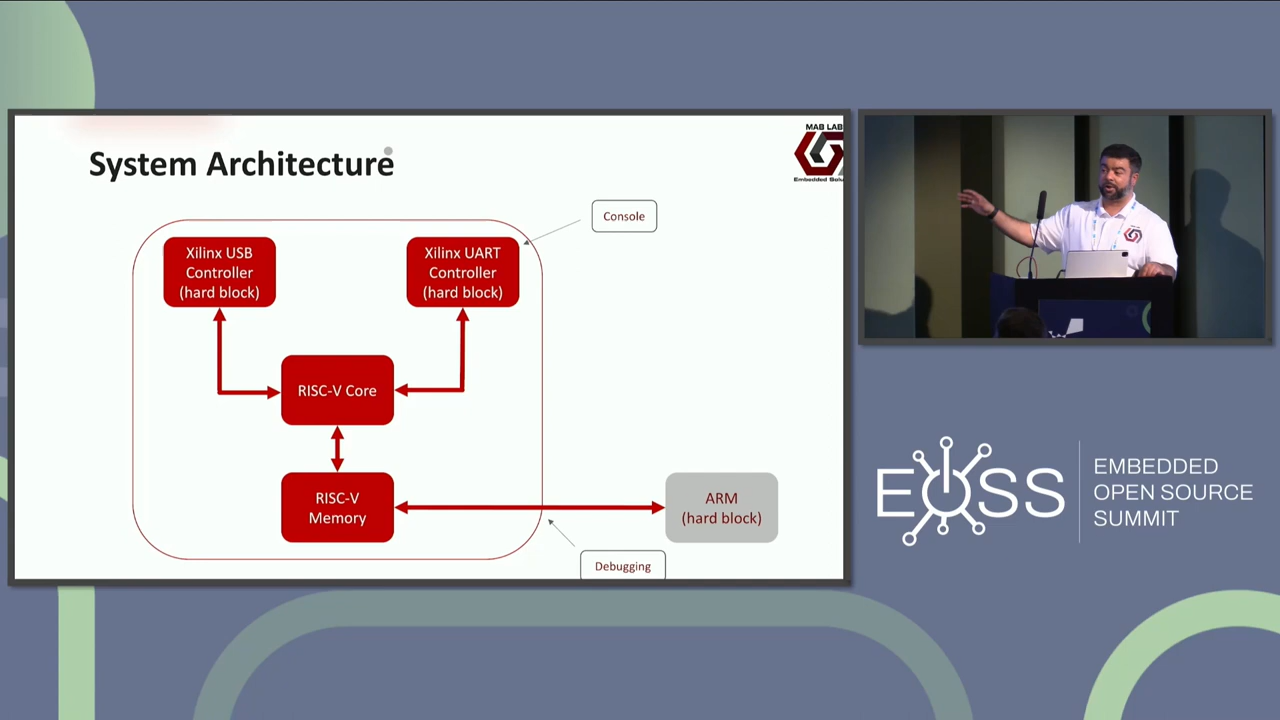 System Architecture
MAB LAB
Embedded Solu
Console
Xilinx USB
Controller
(hard block)
Xilinx UART
Controller
(hard block)
RISC-V Core
RISC-V
Memory
ARM
(hard block)
Debugging
EOSS
EMBEDDED
OPEN SOURCE
SUMMIT